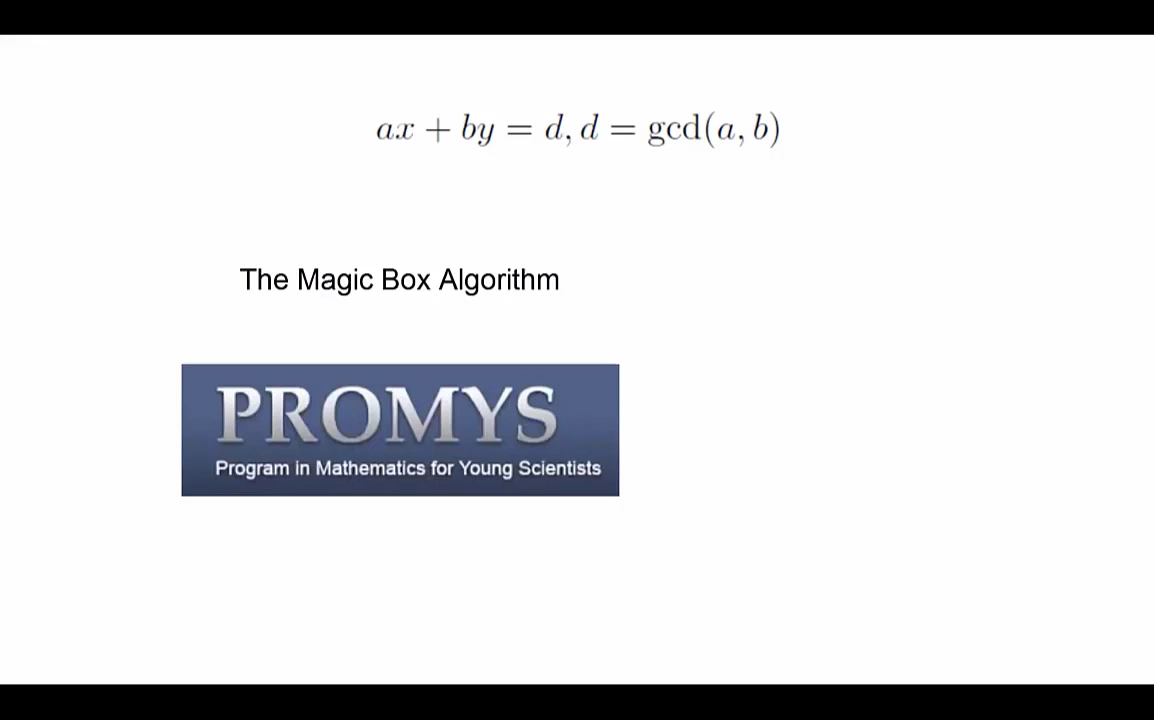 ax + by = d, d = gcd(a, b)
The Magic Box Algorithm
PROMYS
Program in Mathematics for Young Scientists